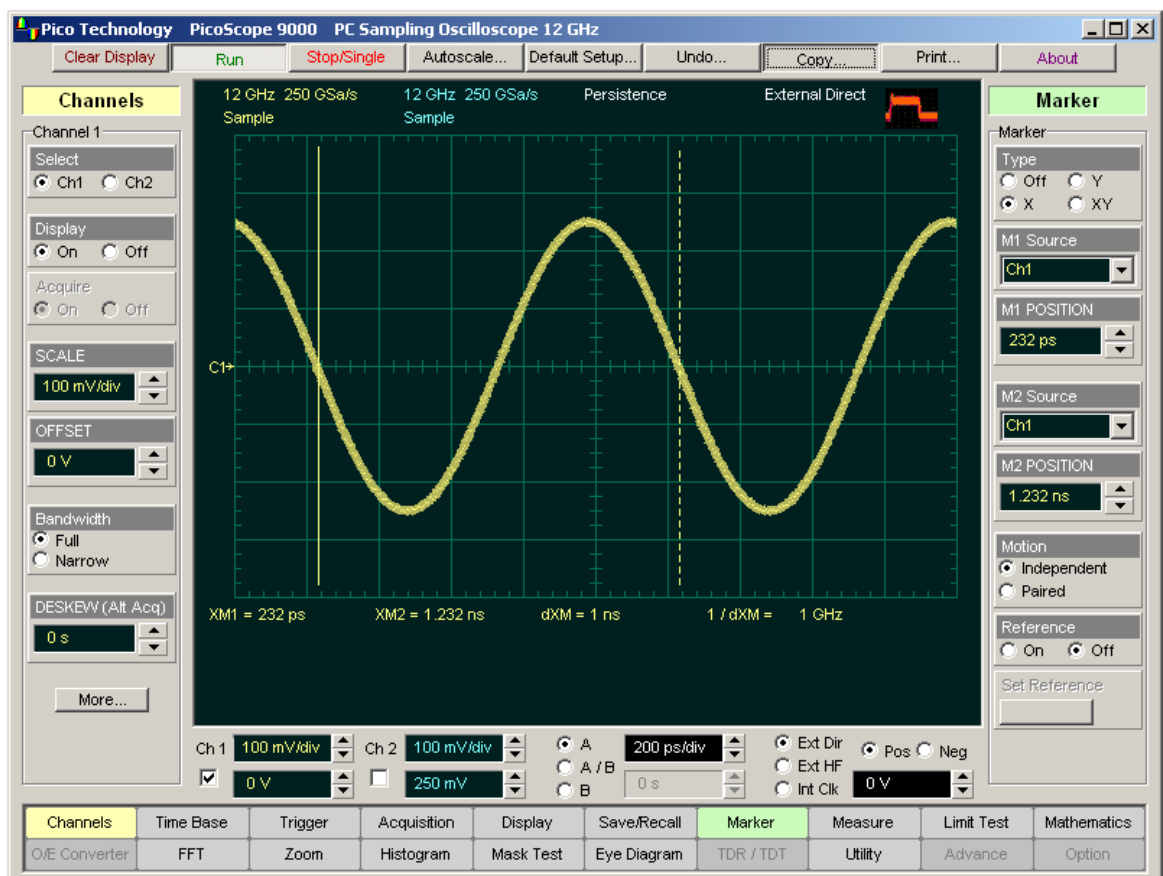 Pico Technology PicoScope 9000 PC Sampling Oscilloscope 12 GHz
Clear Display Run Stop/Single Autoscale... Default Setup... Undo... Copy... Print... About
Channels
Channel 1
Select
Ch1 Ch2
Display
On Off
Acquire
On Off
SCALE
100 mV/div
OFFSET
0 V
Bandwidth
Full
Narrow
DESKEW (Alt Acq)
0 s
More...
12 GHz 250 GSa/s 12 GHz 250 GSa/s Persistence External Direct
Sample Sample
C1
XM1 = 232 ps XM2 = 1.232 ns dXM = 1 ns 1 / dXM = 1 GHz
Marker
Marker
Type
Off Y
X XY
M1 Source
Ch1
M1 POSITION
232 ps
M2 Source
Ch1
M2 POSITION
1.232 ns
Motion
Independent
Paired
Reference
On Off
Set Reference
Ch 1 100 mV/div Ch 2 100 mV/div A 200 ps/div Ext Dir Pos Neg
A / B Ext HF
0 V 250 mV B 0 s Int Clk 0 V
Channels Time Base Trigger Acquisition Display Save/Recall Marker Measure Limit Test Mathematics
O/E Converter FFT Zoom Histogram Mask Test Eye Diagram TDR / TDT Utility Advance Option